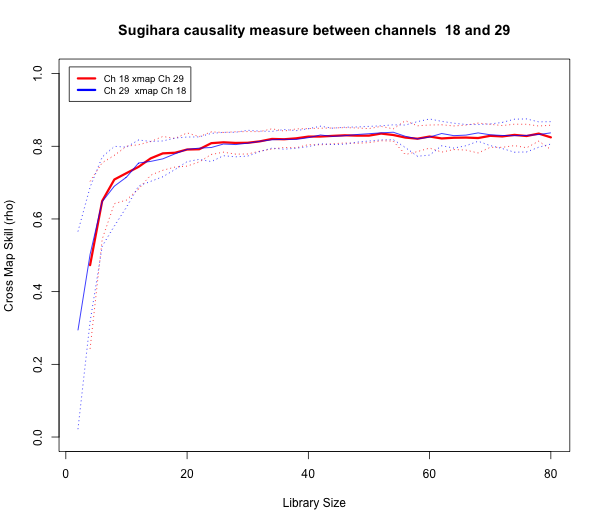 Sugihara causality measure between channels  18 and 29
Ch 18 xmap Ch 29
Ch 29  xmap Ch 18
Cross Map Skill (rho)
1.0
0.8
0.6
0.4
0.2
0.0
0 20 40 60 80
Library Size